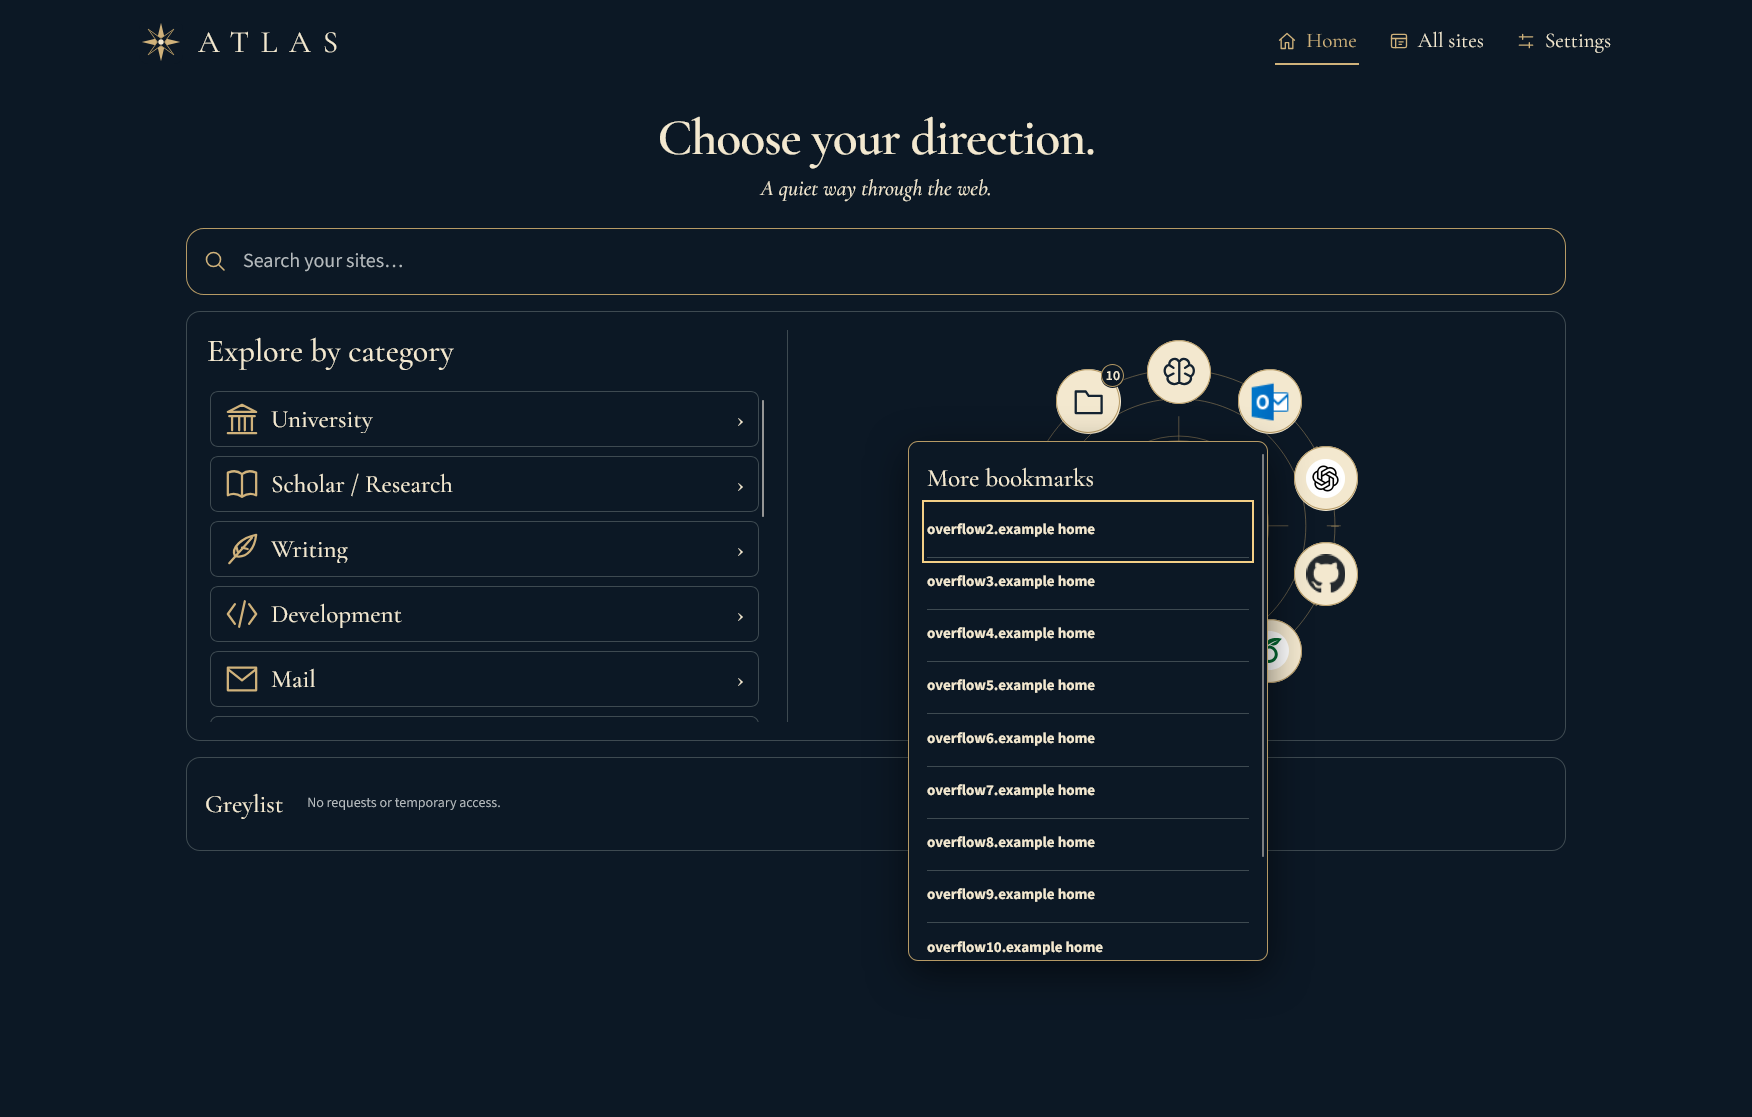 ATLAS
Home
All sites
Settings
Choose your direction.
A quiet way through the web.
Search your sites...
Explore by category
University
Scholar / Research
Writing
Development
Mail
10
More bookmarks
overflow2.example home
overflow3.example home
overflow4.example home
overflow5.example home
overflow6.example home
overflow7.example home
overflow8.example home
overflow9.example home
overflow10.example home
Greylist
No requests or temporary access.